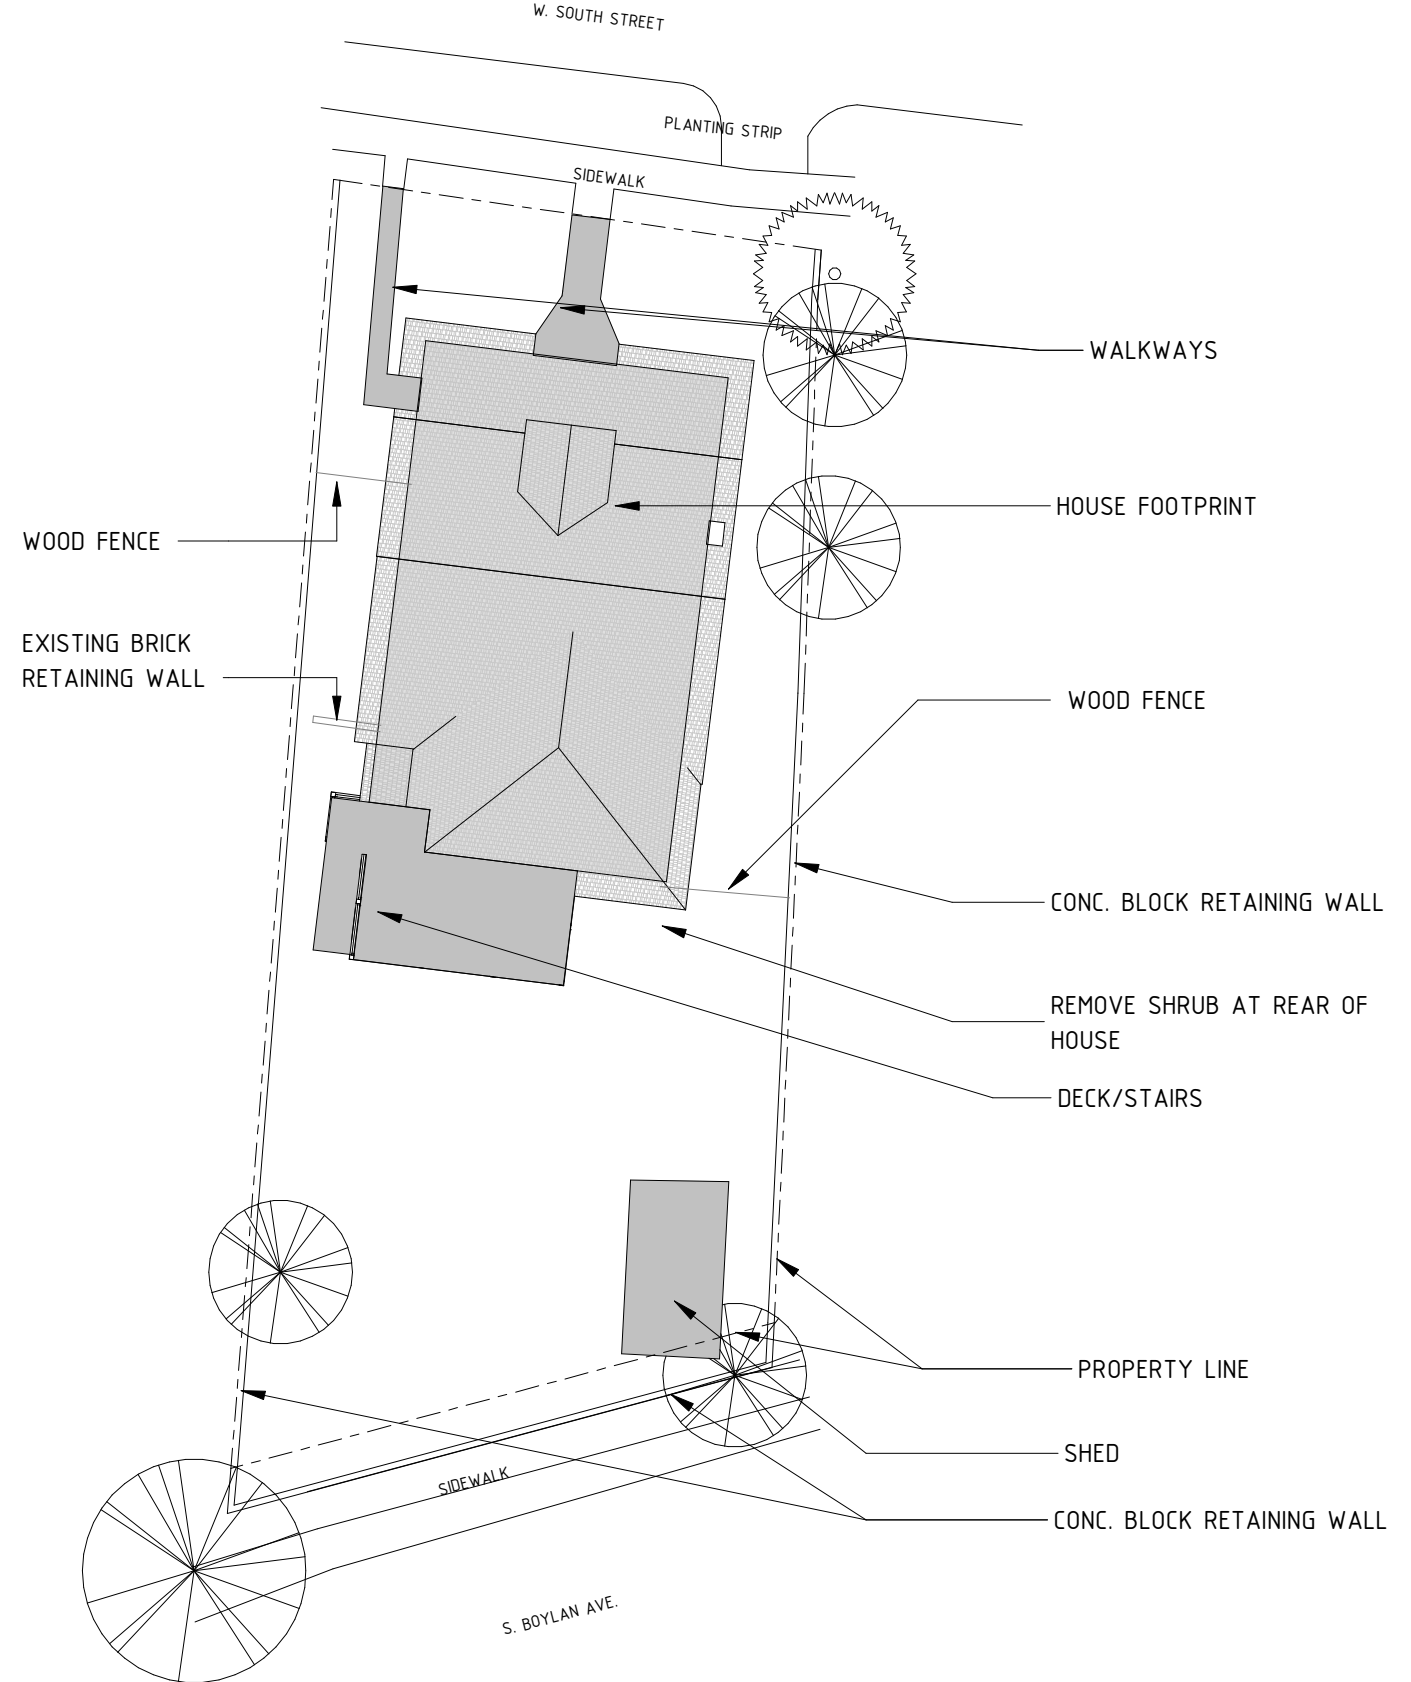 W. SOUTH STREET
PLANTING STRIP
SIDEWALK
WALKWAYS
HOUSE FOOTPRINT
WOOD FENCE
EXISTING BRICK
RETAINING WALL
WOOD FENCE
CONC. BLOCK RETAINING WALL
REMOVE SHRUB AT REAR OF
HOUSE
DECK/STAIRS
PROPERTY LINE
SHED
SIDEWALK
CONC. BLOCK RETAINING WALL
S. BOYLAN AVE.